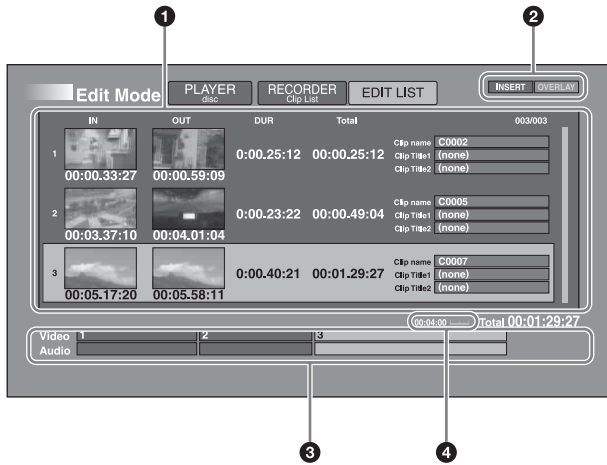 1
2
Edit Mode
PLAYER
disc
RECORDER
Clip List
EDIT LIST
INSERT
OVERLAY
IN OUT DUR Total 003/003
1
00:00.33:27 00:00.59:09
0:00.25:12 00:00.25:12
Clip name C0002
Clip Title1 (none)
Clip Title2 (none)
2
00:03.37:10 00:04.01:04
0:00.23:22 00:00.49:04
Clip name C0005
Clip Title1 (none)
Clip Title2 (none)
3
00:05.17:20 00:05.58:11
0:00.40:21 00:01.29:27
Clip name C0007
Clip Title1 (none)
Clip Title2 (none)
00:04:00
Total 00:01:29:27
Video 1 2 3
Audio
3
4